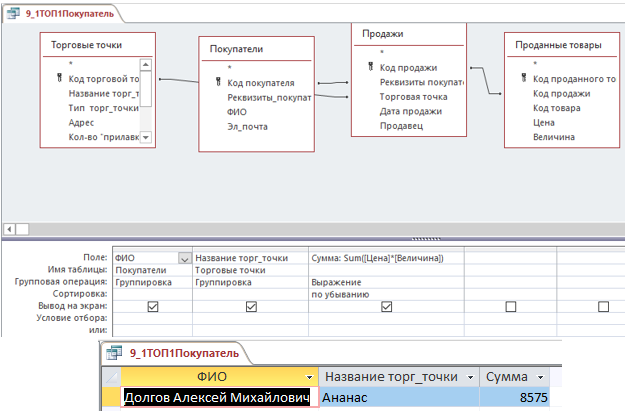 9_1ТОП1Покупатель
Торговые точки
*
Код торговой то
Название торг_т
Тип торг_точки
Адрес
Кол-во "прилавк
Покупатели
*
Код покупателя
Реквизиты_покупат
ФИО
Эл_почта
Продажи
*
Код продажи
Реквизиты покупат
Торговая точка
Дата продажи
Продавец
Проданные товары
*
Код проданного то
Код продажи
Код товара
Цена
Величина
Поле: ФИО Название торг_точки Сумма: Sum([Цена]*[Величина])
Имя таблицы: Покупатели Торговые точки
Групповая операция: Группировка Группировка Выражение
Сортировка: по убыванию
Вывод на экран:
Условие отбора:
или:
9_1ТОП1Покупатель
ФИО Название торг_точки Сумма
Долгов Алексей Михайлович Ананас 8575